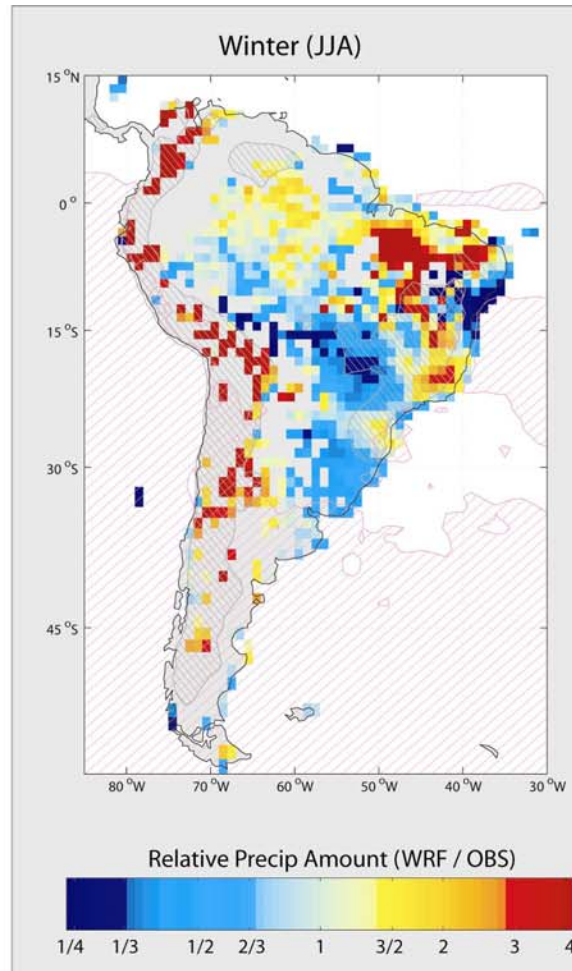 Winter (JJA)
15 °N
0 °
15 °S
30 °S
45 °S
80 °W 70 °W 60 °W 50 °W 40 °W 30 °W
Relative Precip Amount (WRF / OBS)
1/4 1/3 1/2 2/3 1 3/2 2 3 4